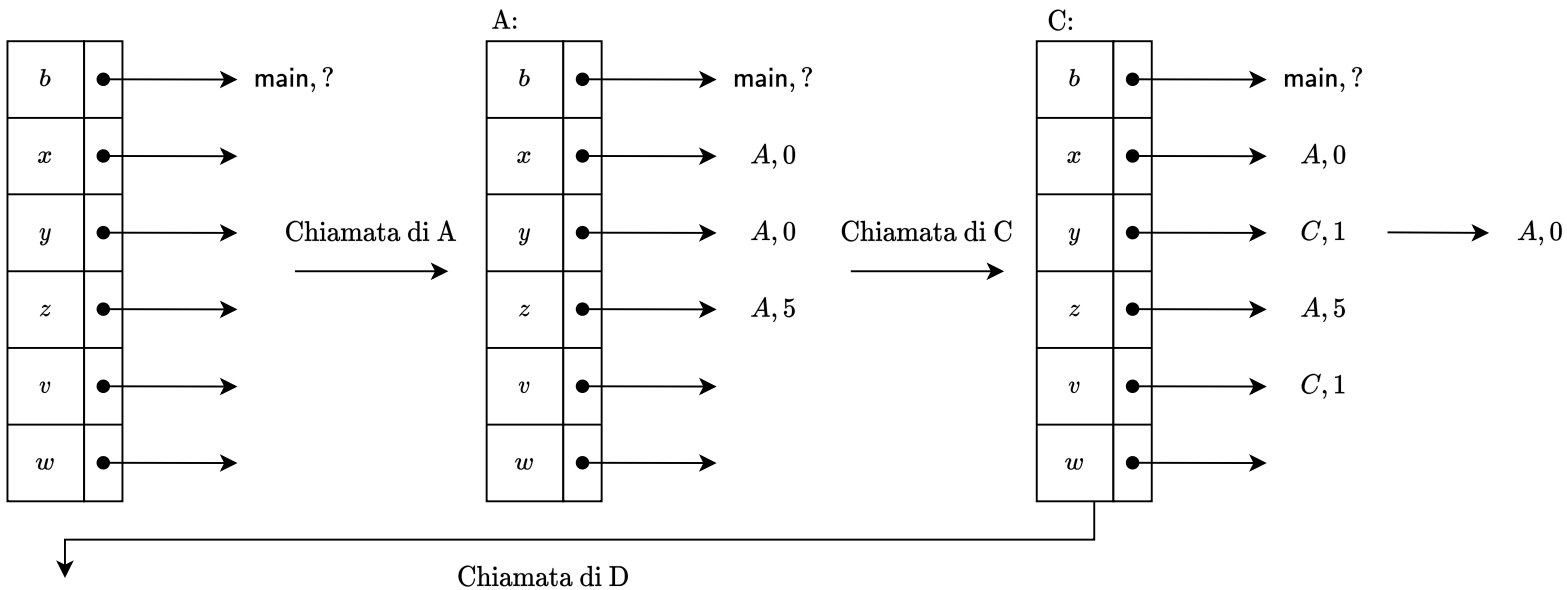 A: C:
b main, ? b main, ? b main, ?
x x A, 0 x A, 0
Chiamata di A Chiamata di C
y y A, 0 y C, 1 A, 0
z z A, 5 z A, 5
v v v C, 1
w w w
Chiamata di D